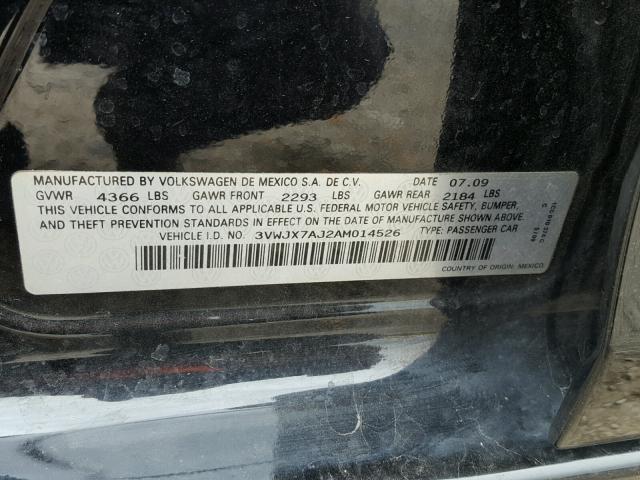 MANUFACTURED BY VOLKSWAGEN DE MEXICO S.A. DE C.V. DATE 07.09
GVWR 4366 LBS GAWR FRONT 2293 LBS GAWR REAR 2184 LBS
THIS VEHICLE CONFORMS TO ALL APPLICABLE U.S. FEDERAL MOTOR VEHICLE SAFETY, BUMPER,
AND THEFT PREVENTION STANDARDS IN EFFECT ON THE DATE OF MANUFACTURE SHOWN ABOVE.
VEHICLE I.D. NO. 3VWJX7AJ2AM014526 TYPE: PASSENGER CAR
COUNTRY OF ORIGIN: MEXICO